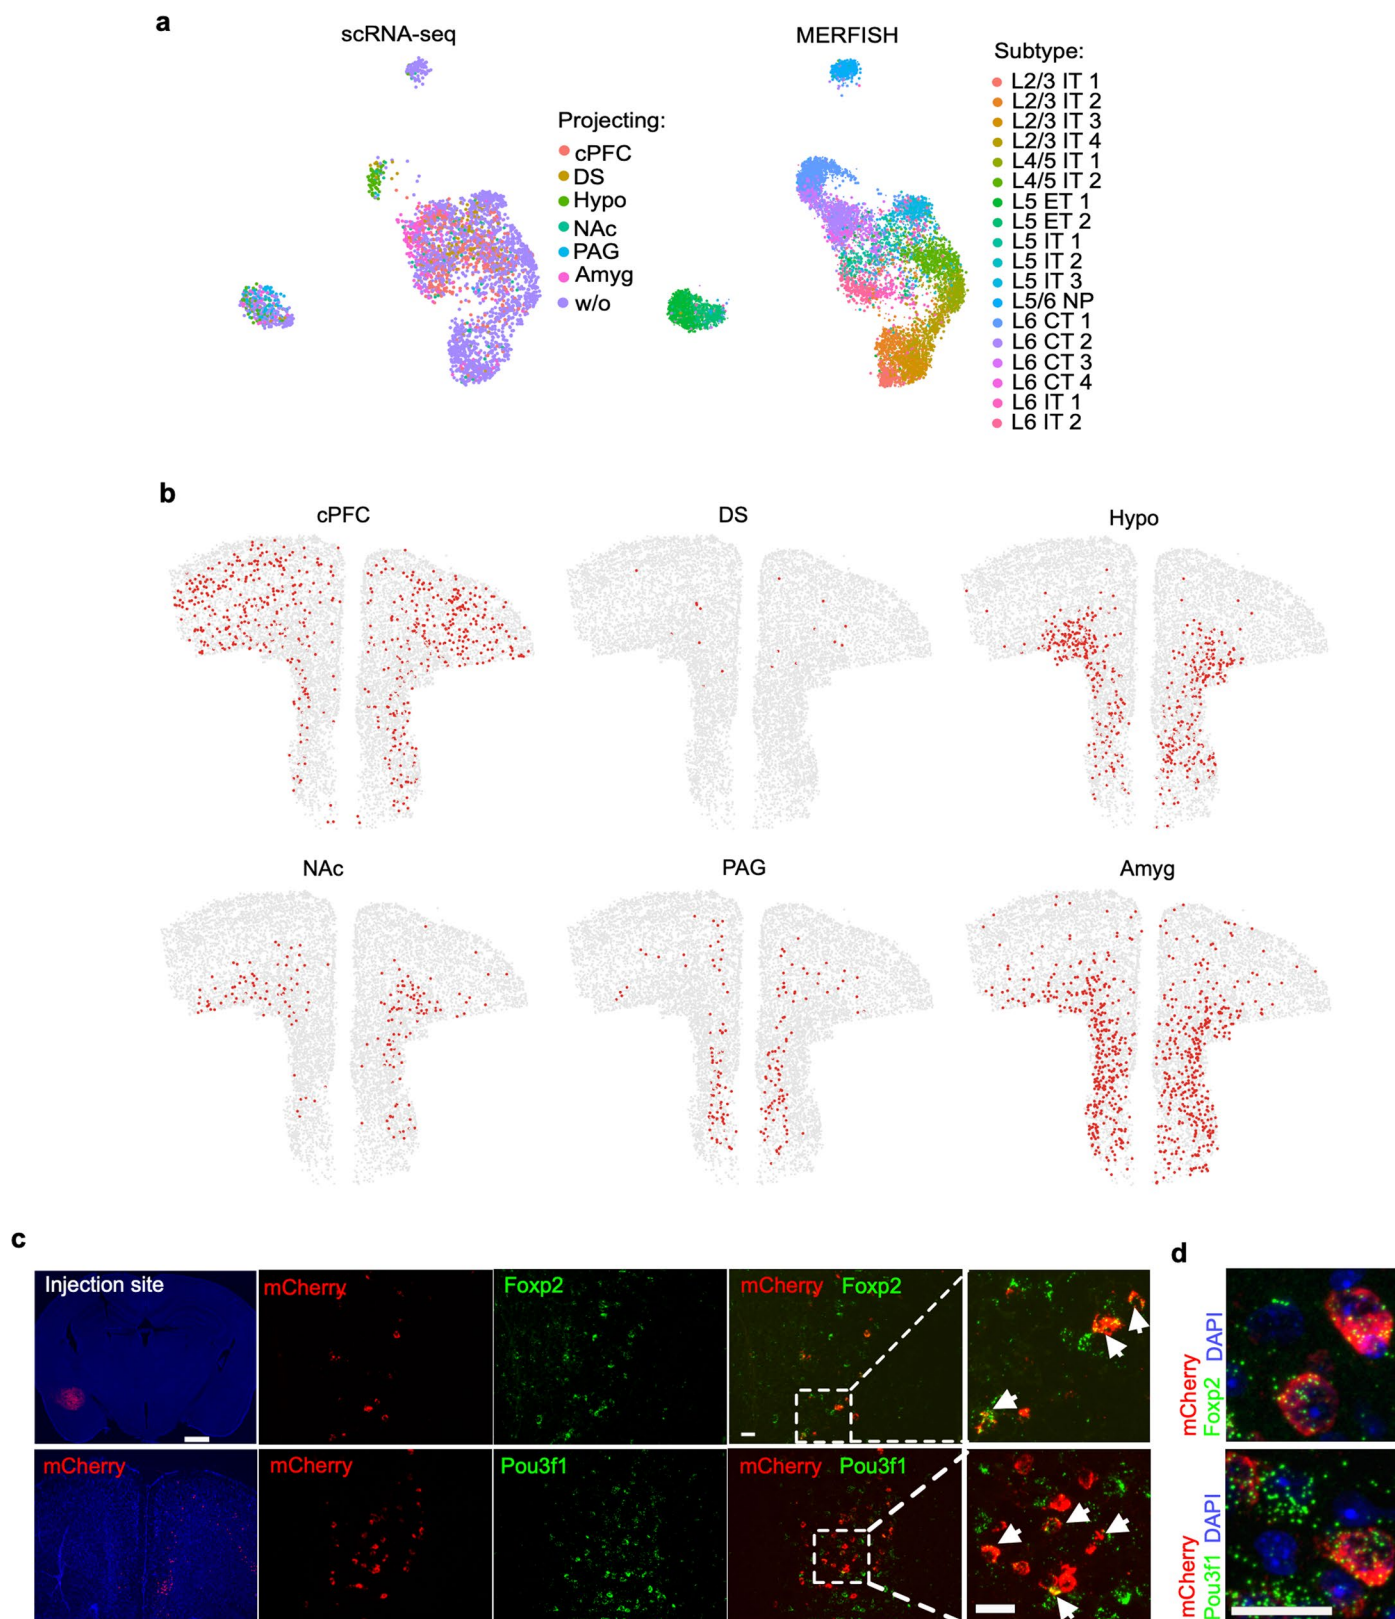 a
scRNA-seq
MERFISH
Projecting:
cPFC
DS
Hypo
NAc
PAG
Amyg
w/o
Subtype:
L2/3 IT 1
L2/3 IT 2
L2/3 IT 3
L2/3 IT 4
L4/5 IT 1
L4/5 IT 2
L5 ET 1
L5 ET 2
L5 IT 1
L5 IT 2
L5 IT 3
L5/6 NP
L6 CT 1
L6 CT 2
L6 CT 3
L6 CT 4
L6 IT 1
L6 IT 2
b
cPFC
DS
Hypo
NAc
PAG
Amyg
c
Injection site
mCherry
Foxp2
mCherry Foxp2
mCherry
mCherry
Pou3f1
mCherry Pou3f1
d
mCherry
Foxp2 DAPI
mCherry
Pou3f1 DAPI